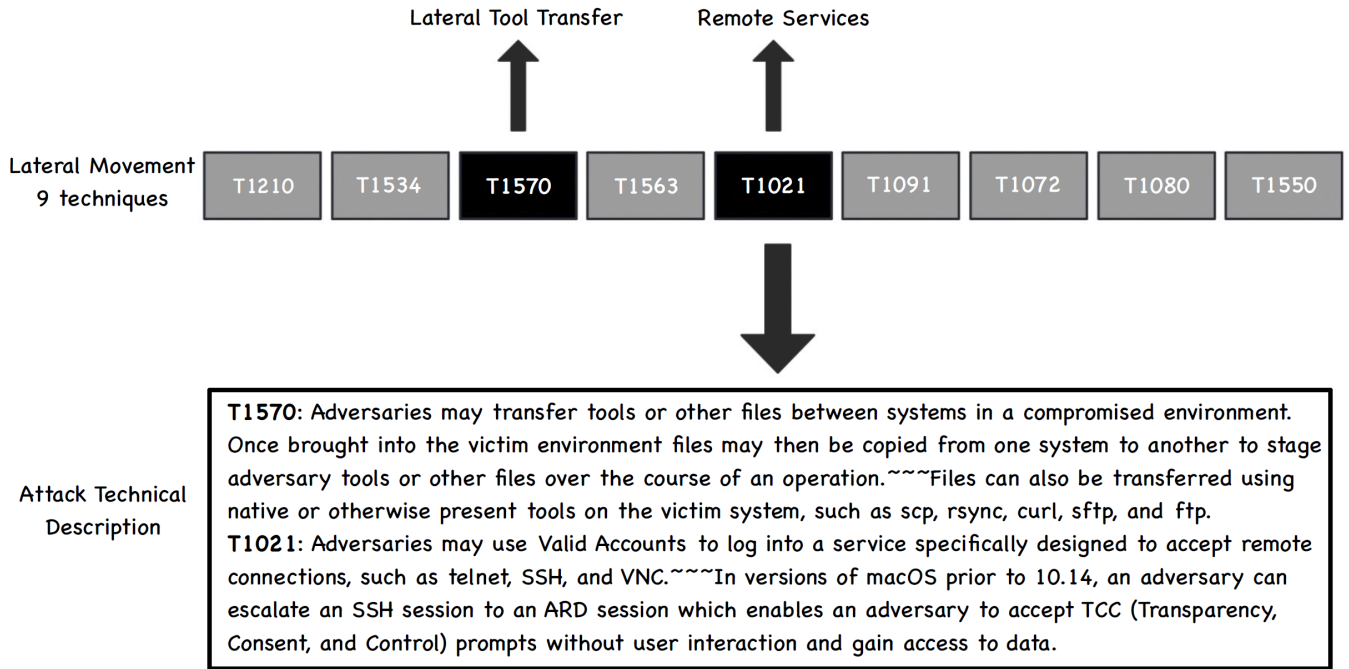 Lateral Tool Transfer
Remote Services
Lateral Movement
9 techniques
T1210
T1534
T1570
T1563
T1021
T1091
T1072
T1080
T1550
Attack Technical
Description
T1570: Adversaries may transfer tools or other files between systems in a compromised environment.
Once brought into the victim environment files may then be copied from one system to another to stage
adversary tools or other files over the course of an operation.~~~Files can also be transferred using
native or otherwise present tools on the victim system, such as scp, rsync, curl, sftp, and ftp.
T1021: Adversaries may use Valid Accounts to log into a service specifically designed to accept remote
connections, such as telnet, SSH, and VNC.~~~In versions of macOS prior to 10.14, an adversary can
escalate an SSH session to an ARD session which enables an adversary to accept TCC (Transparency,
Consent, and Control) prompts without user interaction and gain access to data.